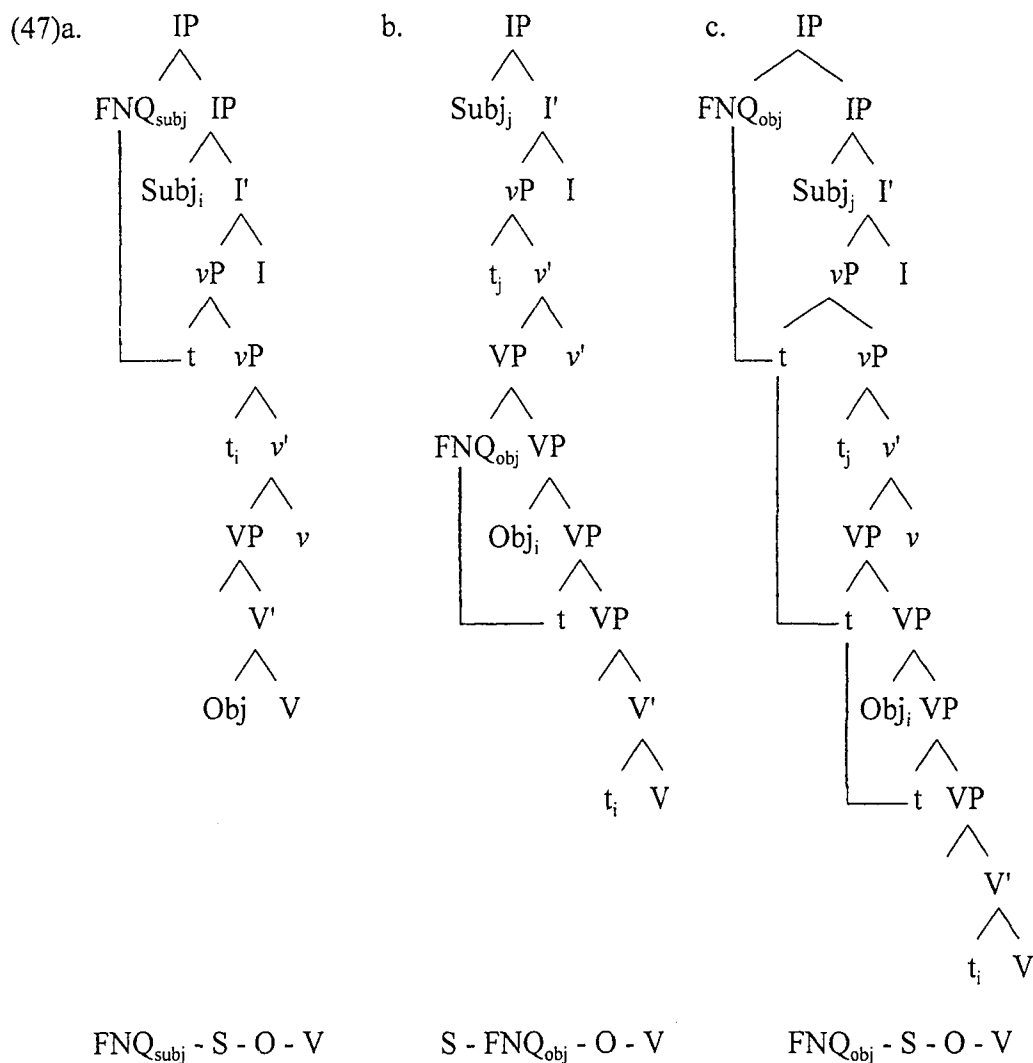 (47)a. IP b. IP c. IP
FNQsubj IP Subjj I' FNQobj IP
Subji I' vP I Subjj I'
vP I tj v' vP I
t vP VP v' t vP
ti v' FNQobj VP tj v'
VP v Obji VP VP v
V' t VP t VP
Obj V V' Obji VP
ti V t VP
V'
ti V
FNQsubj - S - O - V S - FNQobj - O - V FNQobj - S - O - V